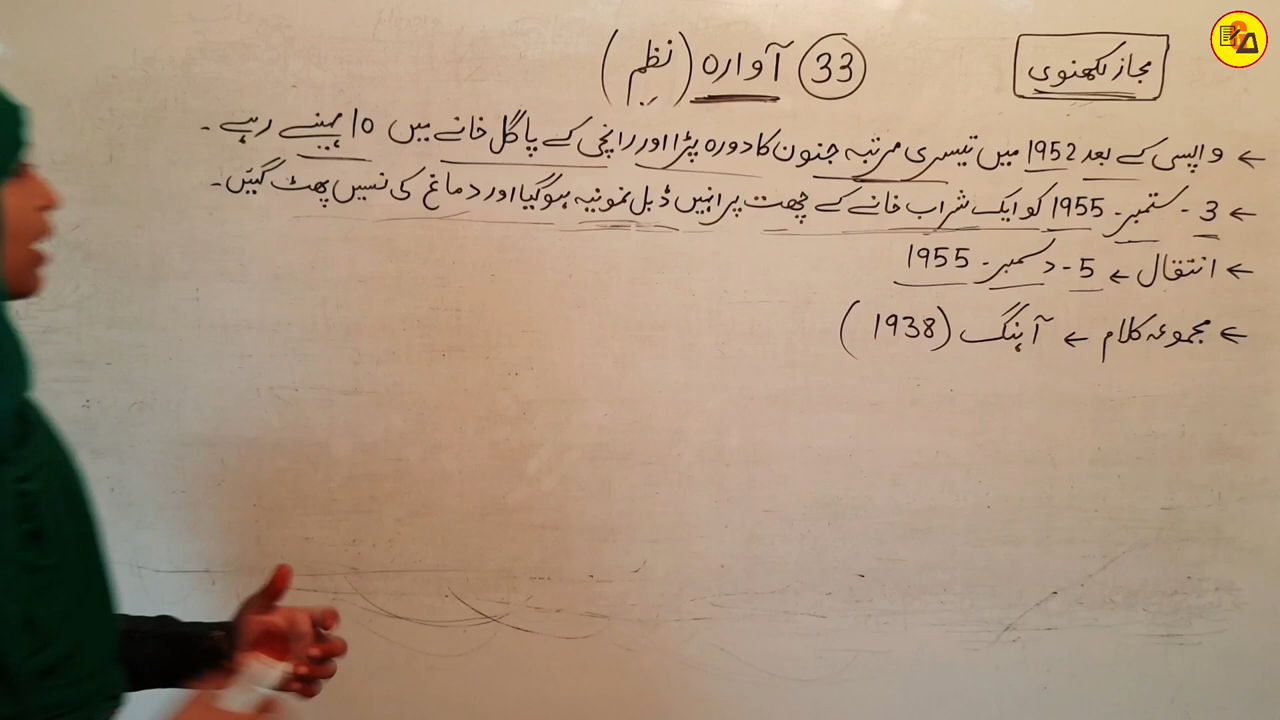 مجاز لکھنوی
33 آوارہ (نظم)
← واپسی کے بعد 1952 میں تیسری مرتبہ جنون کا دورہ پڑا اور رانچی کے پاگل خانے میں 10 مہینے رہے۔
← 3 - ستمبر - 1955 کو ایک شراب خانے کے چھت پر انہیں ڈبل نمونیہ ہوگیا اور دماغ کی نسیں پھٹ گئیں۔
← انتقال ← 5 - دسمبر - 1955
← مجموعہ کلام ← آہنگ (1938)